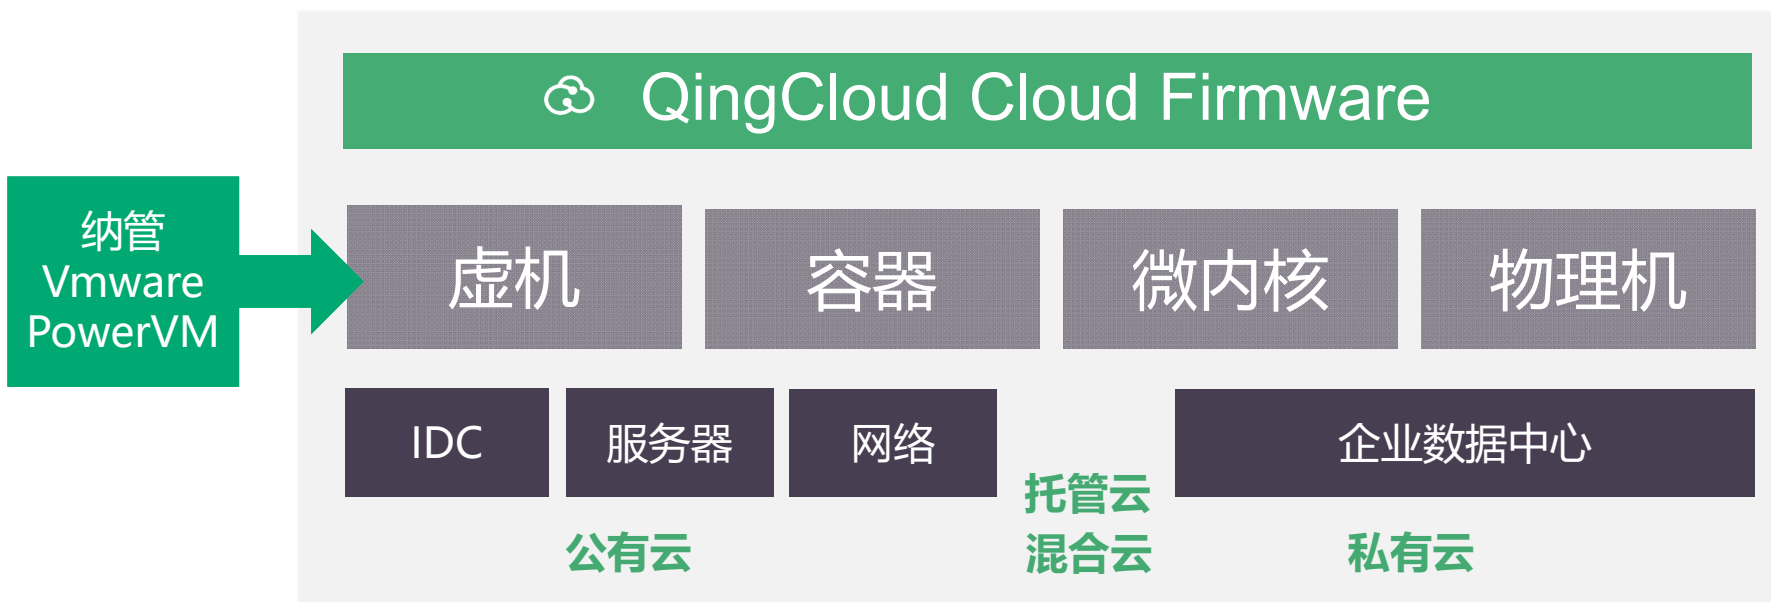 QingCloud Cloud Firmware
纳管
Vmware
PowerVM
虚机
容器
微内核
物理机
IDC
服务器
网络
企业数据中心
托管云
公有云
混合云
私有云